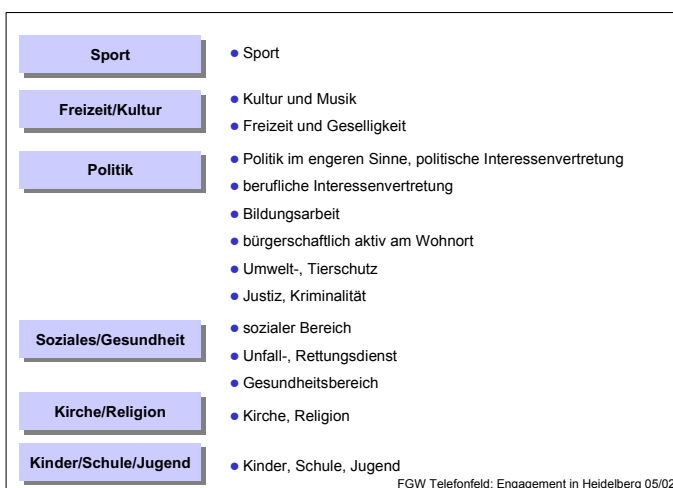 Sport
● Sport
Freizeit/Kultur
● Kultur und Musik
● Freizeit und Geselligkeit
Politik
● Politik im engeren Sinne, politische Interessenvertretung
● berufliche Interessenvertretung
● Bildungsarbeit
● bürgerschaftlich aktiv am Wohnort
● Umwelt-, Tierschutz
● Justiz, Kriminalität
Soziales/Gesundheit
● sozialer Bereich
● Unfall-, Rettungsdienst
● Gesundheitsbereich
Kirche/Religion
● Kirche, Religion
Kinder/Schule/Jugend
● Kinder, Schule, Jugend
FGW Telefonfeld: Engagement in Heidelberg 05/02